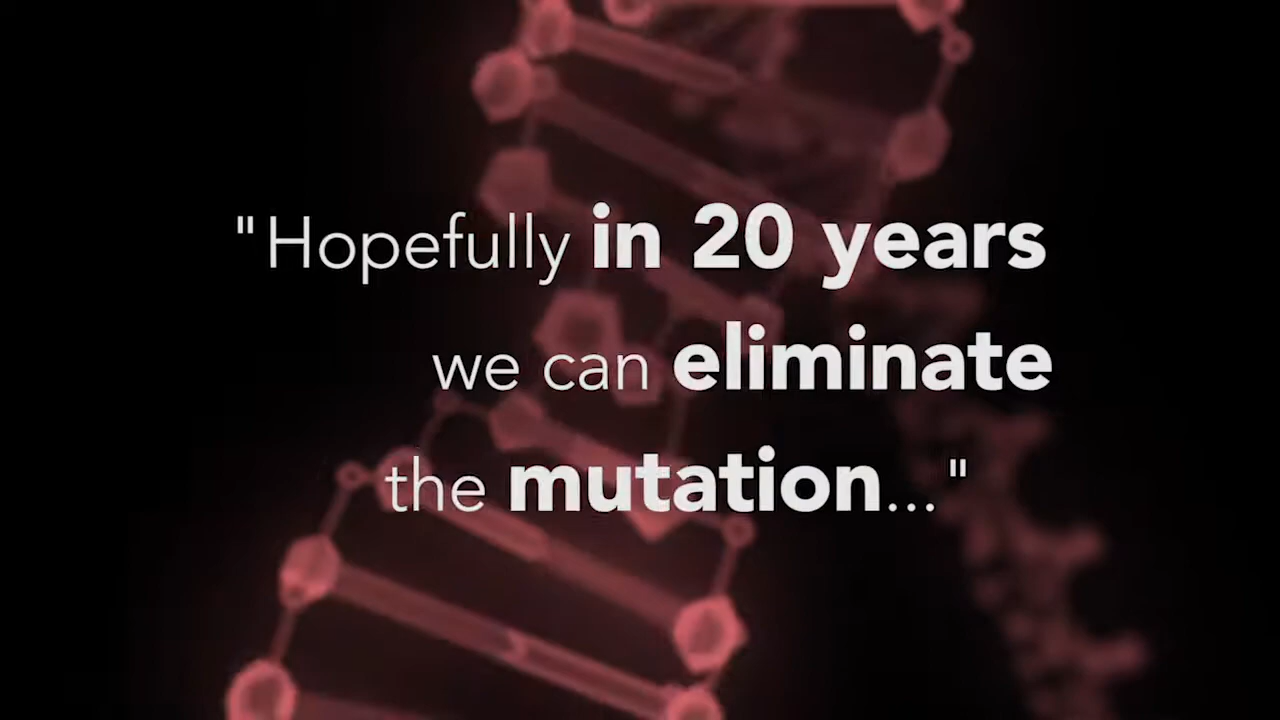 "Hopefully in 20 years
we can eliminate
the mutation..."